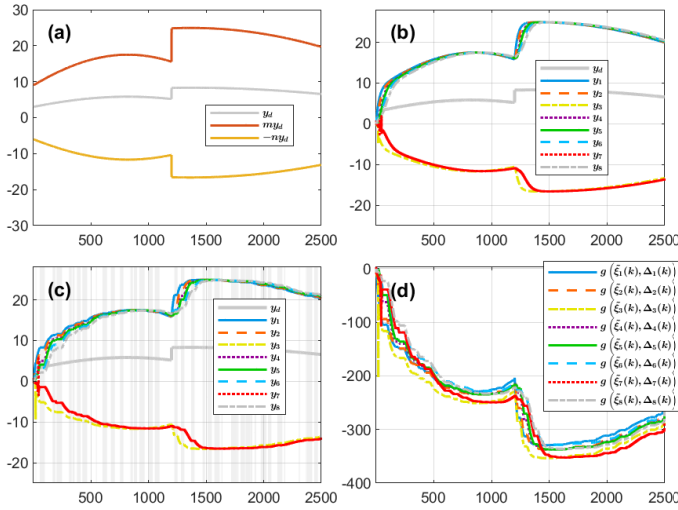 (a)
30
20
10
0
-10
-20
-30
500 1000 1500 2000 2500
y_d
my_d
-ny_d
(b)
20
10
0
-10
-20
500 1000 1500 2000 2500
y_d
y_1
y_2
y_3
y_4
y_5
y_6
y_7
y_8
(c)
20
10
0
-10
-20
500 1000 1500 2000 2500
y_d
y_1
y_2
y_3
y_4
y_5
y_6
y_7
y_8
(d)
0
-100
-200
-300
-400
500 1000 1500 2000 2500
g (ξ̄_1(k), Δ_1(k))
g (ξ̄_2(k), Δ_2(k))
g (ξ̄_3(k), Δ_3(k))
g (ξ̄_4(k), Δ_4(k))
g (ξ̄_5(k), Δ_5(k))
g (ξ̄_6(k), Δ_6(k))
g (ξ̄_7(k), Δ_7(k))
g (ξ̄_8(k), Δ_8(k))